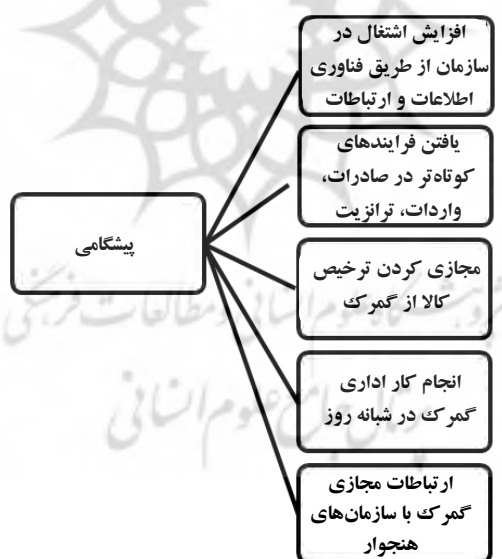 افزایش اشتغال در
سازمان از طریق فناوری
اطلاعات و ارتباطات
یافتن فرایندهای
کوتاه‌تر در صادرات،
واردات، ترانزیت
پیشگامی
مجازی کردن ترخیص
کالا از گمرک
انجام کار اداری
گمرک در شبانه روز
ارتباطات مجازی
گمرک با سازمان‌های
هنجوار